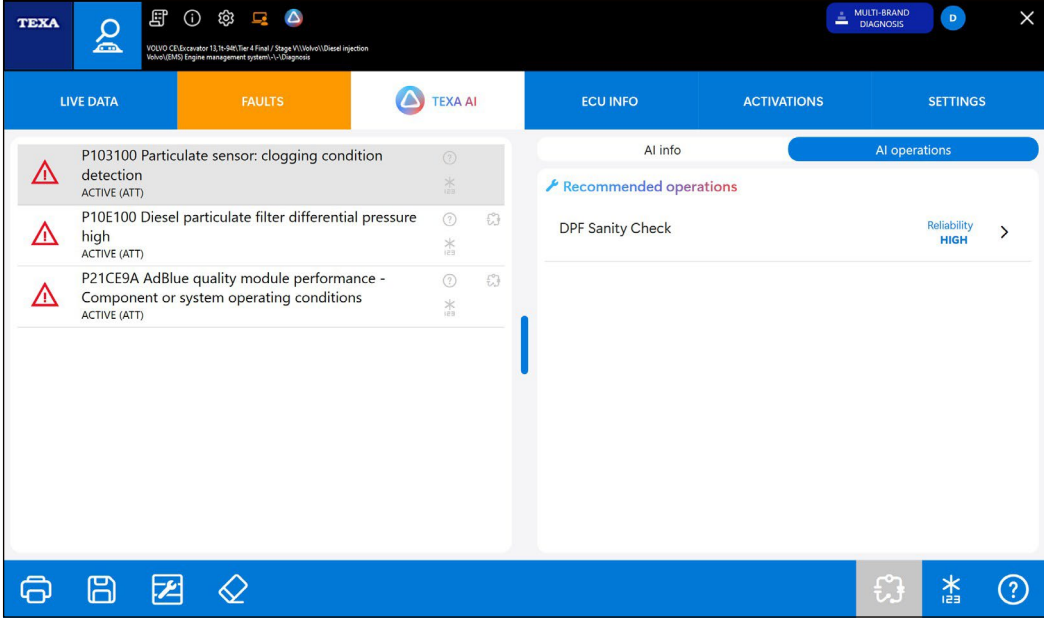 TEXA
MULTI-BRAND
DIAGNOSIS
D
VOLVO CE\Excavator 13,1t-94t\Tier 4 Final / Stage V\\Volvo\\Diesel injection
Volvo\(EMS) Engine management system\-\-\Diagnosis
LIVE DATA
FAULTS
TEXA AI
ECU INFO
ACTIVATIONS
SETTINGS
P103100 Particulate sensor: clogging condition
detection
ACTIVE (ATT)
P10E100 Diesel particulate filter differential pressure
high
ACTIVE (ATT)
P21CE9A AdBlue quality module performance -
Component or system operating conditions
ACTIVE (ATT)
AI info
AI operations
Recommended operations
DPF Sanity Check
Reliability
HIGH
123